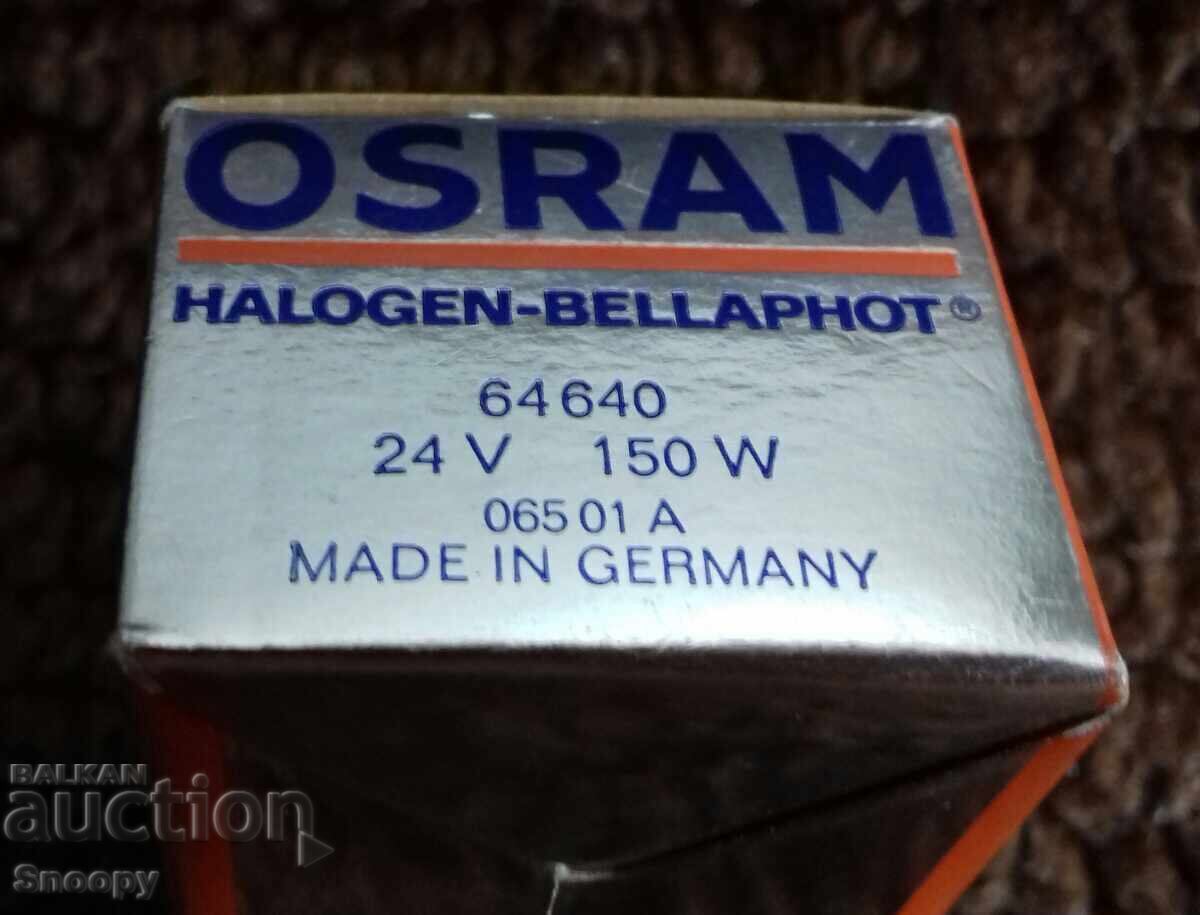 OSRAM
HALOGEN-BELLAPHOT®
64640
24 V 150 W
06501 A
MADE IN GERMANY
BALKAN
auction
Snoopy